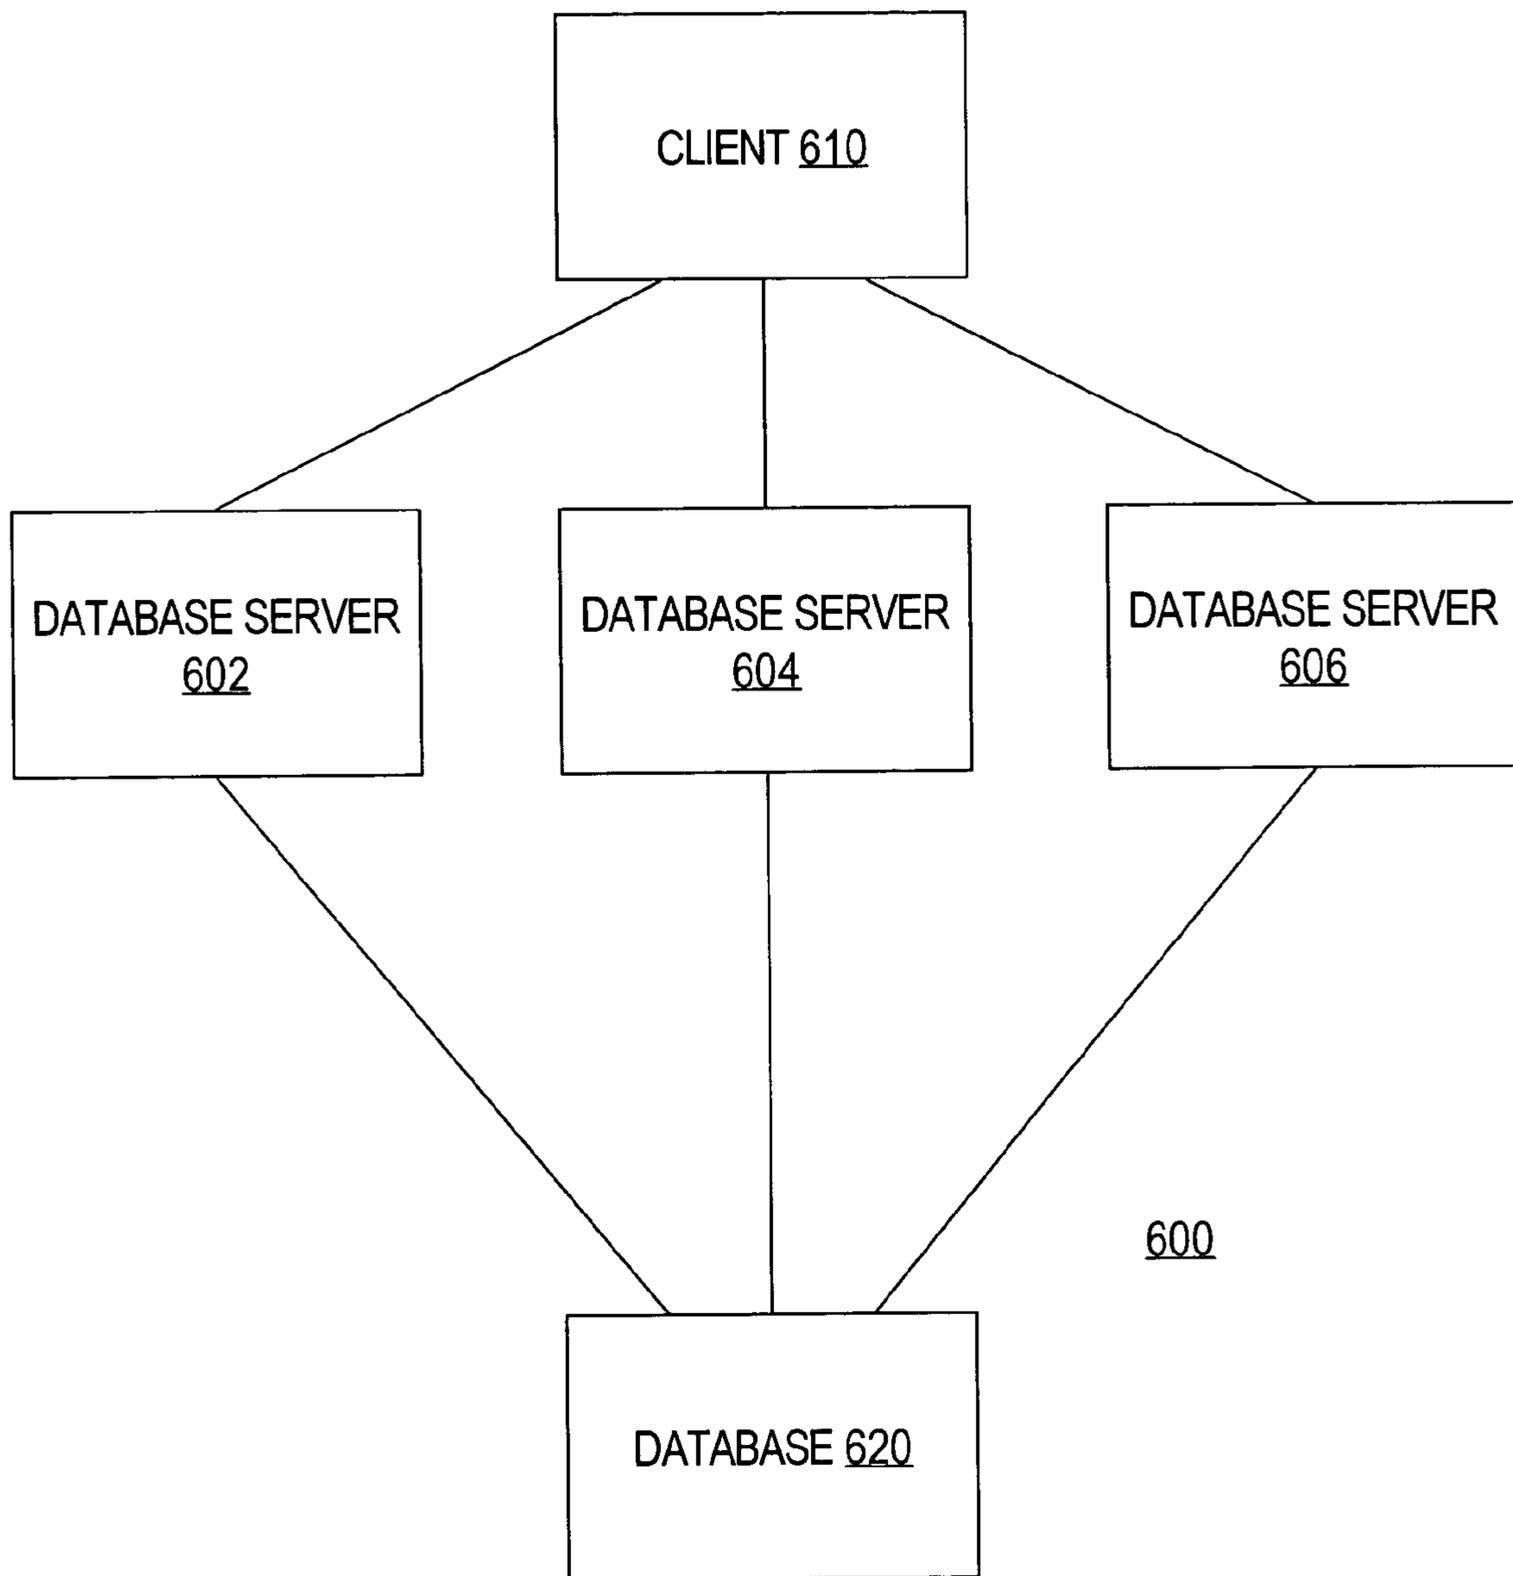 CLIENT 610
DATABASE SERVER
602
DATABASE SERVER
604
DATABASE SERVER
606
600
DATABASE 620